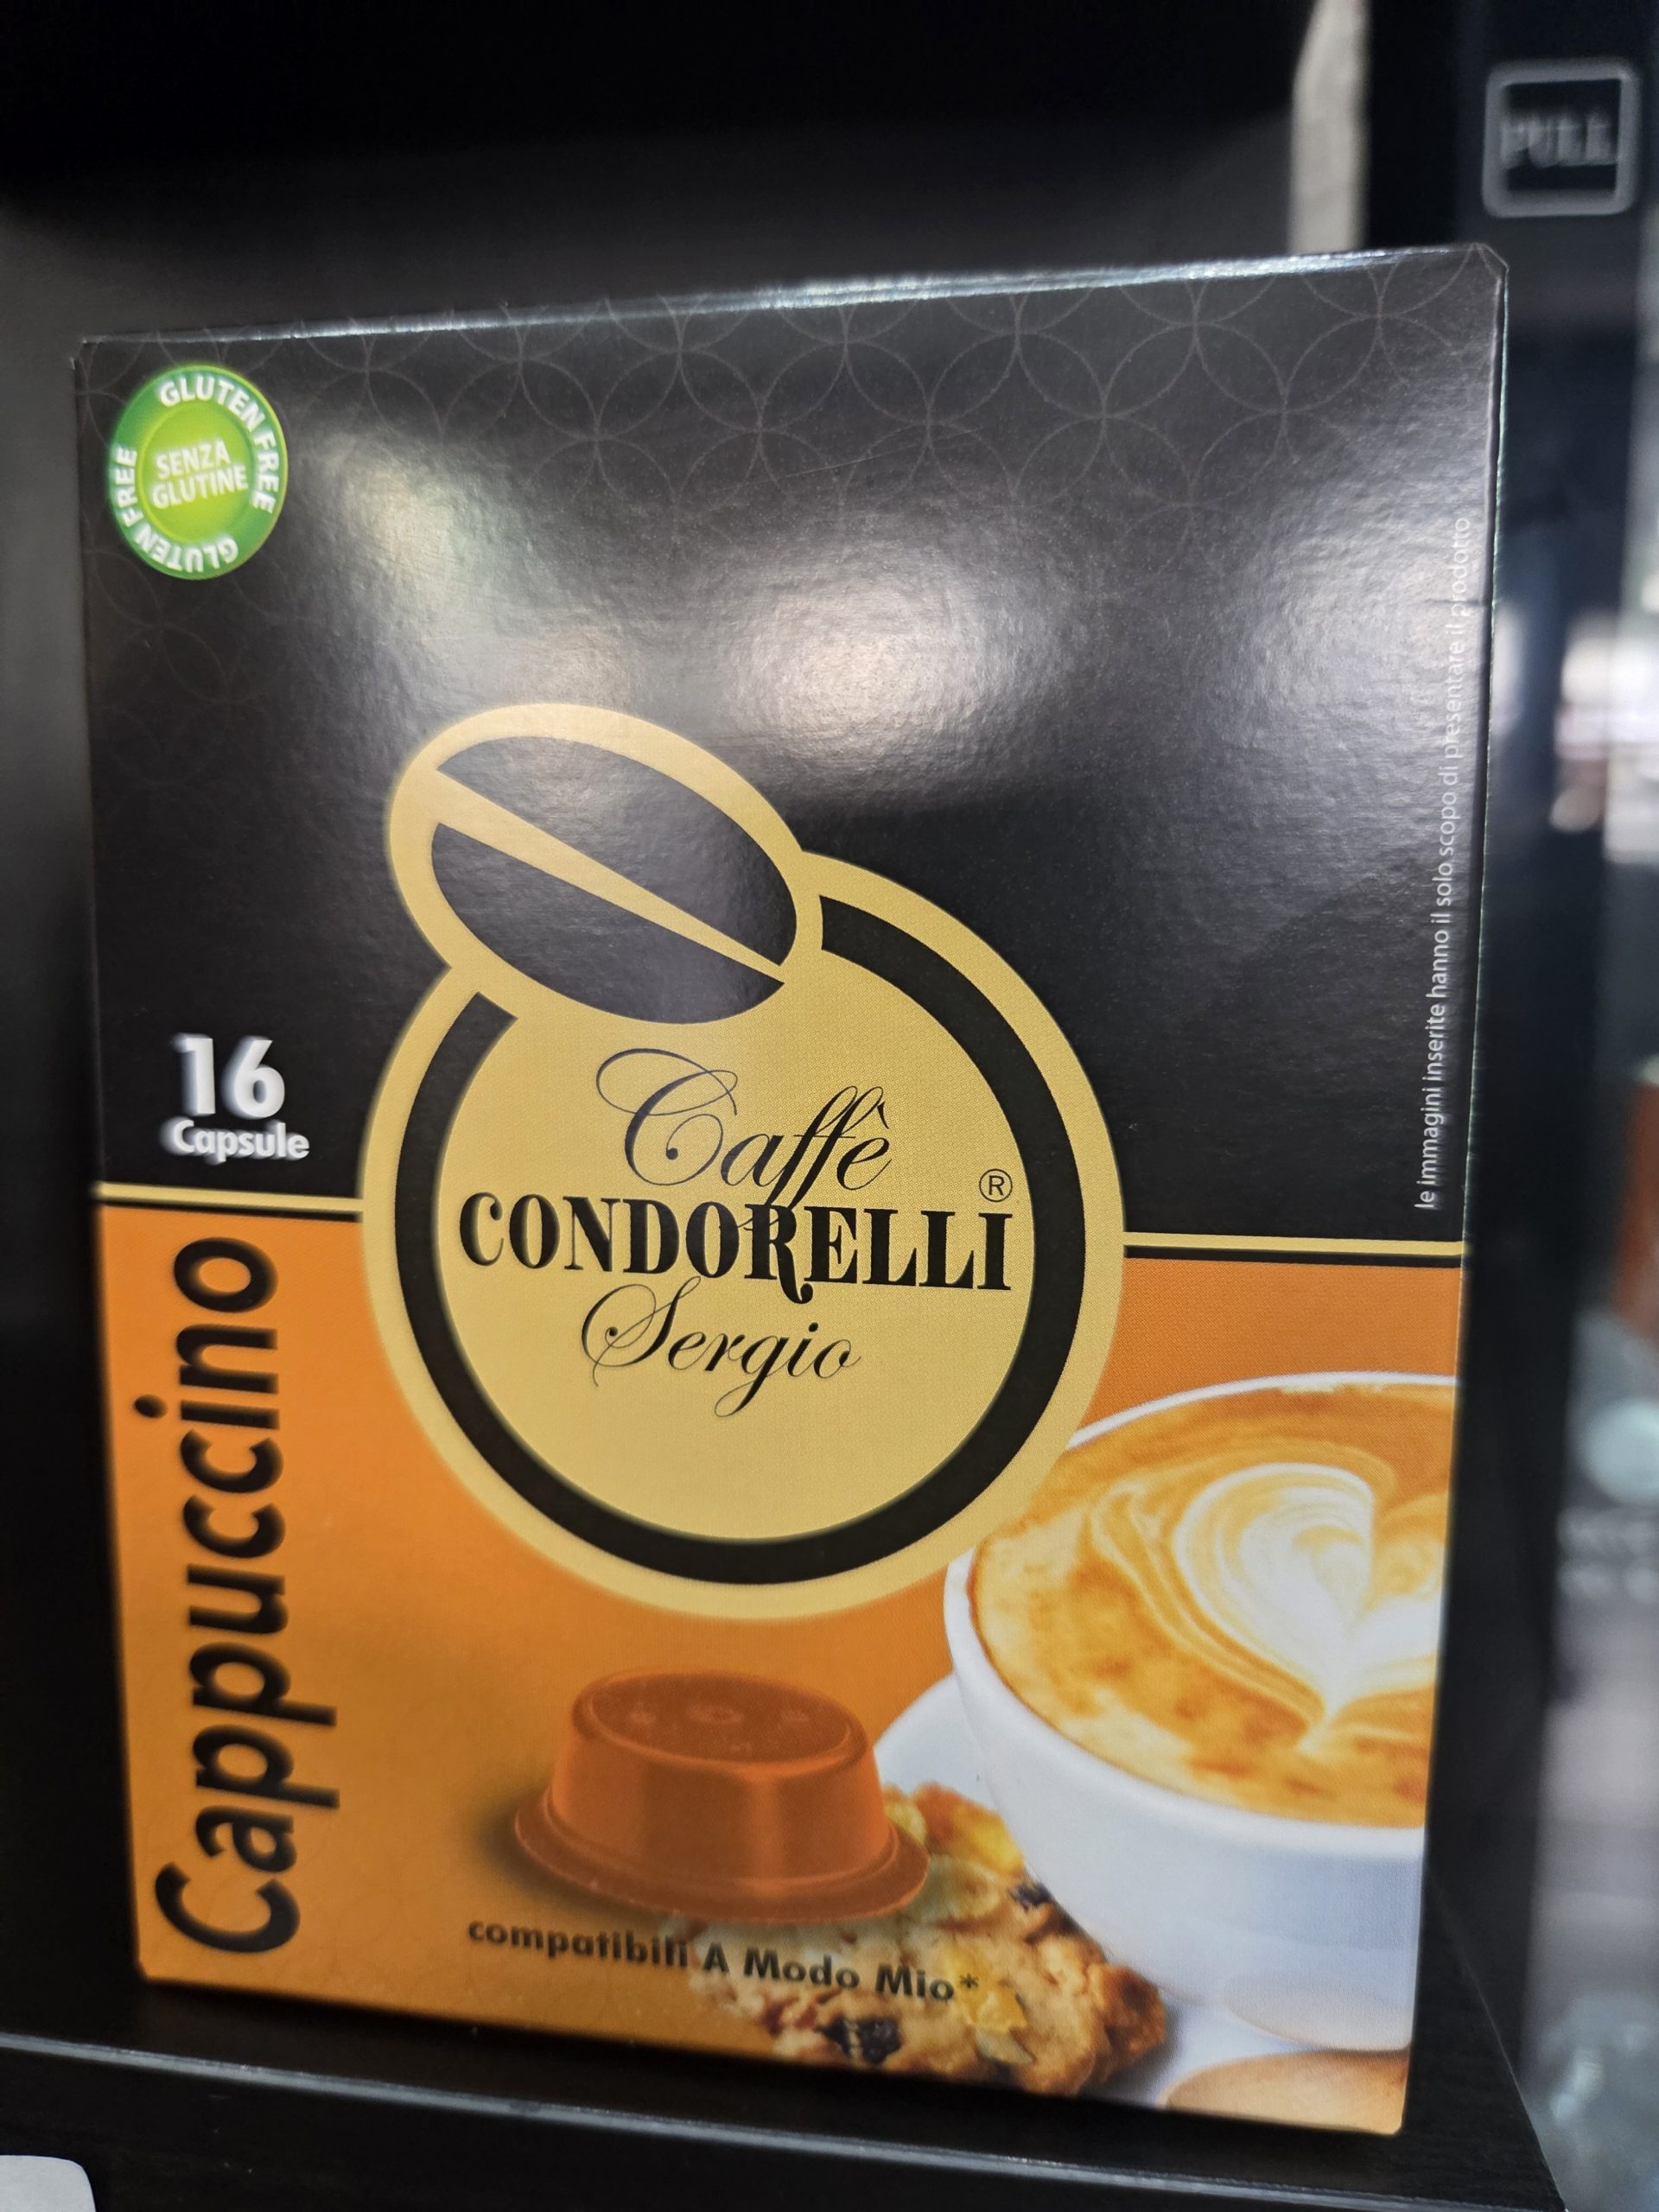 PULL
GLUTEN FREE
SENZA
GLUTINE
GLUTEN FREE
le immagini inserite hanno il solo scopo di presentare il prodotto
16
Capsule
Caffè
CONDORELLI®
Sergio
Cappuccino
compatibili A Modo Mio*